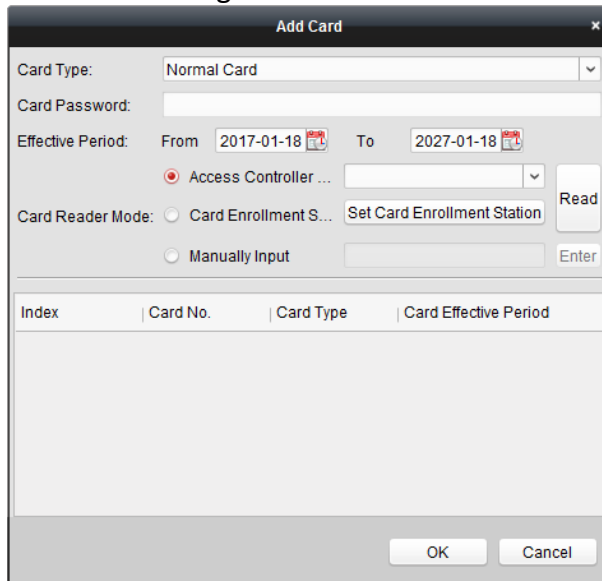 Add Card ×
Card Type: Normal Card
Card Password:
Effective Period: From 2017-01-18 To 2027-01-18
Access Controller ...
Read
Card Reader Mode: Card Enrollment S... Set Card Enrollment Station
Manually Input Enter
Index Card No. Card Type Card Effective Period
OK Cancel